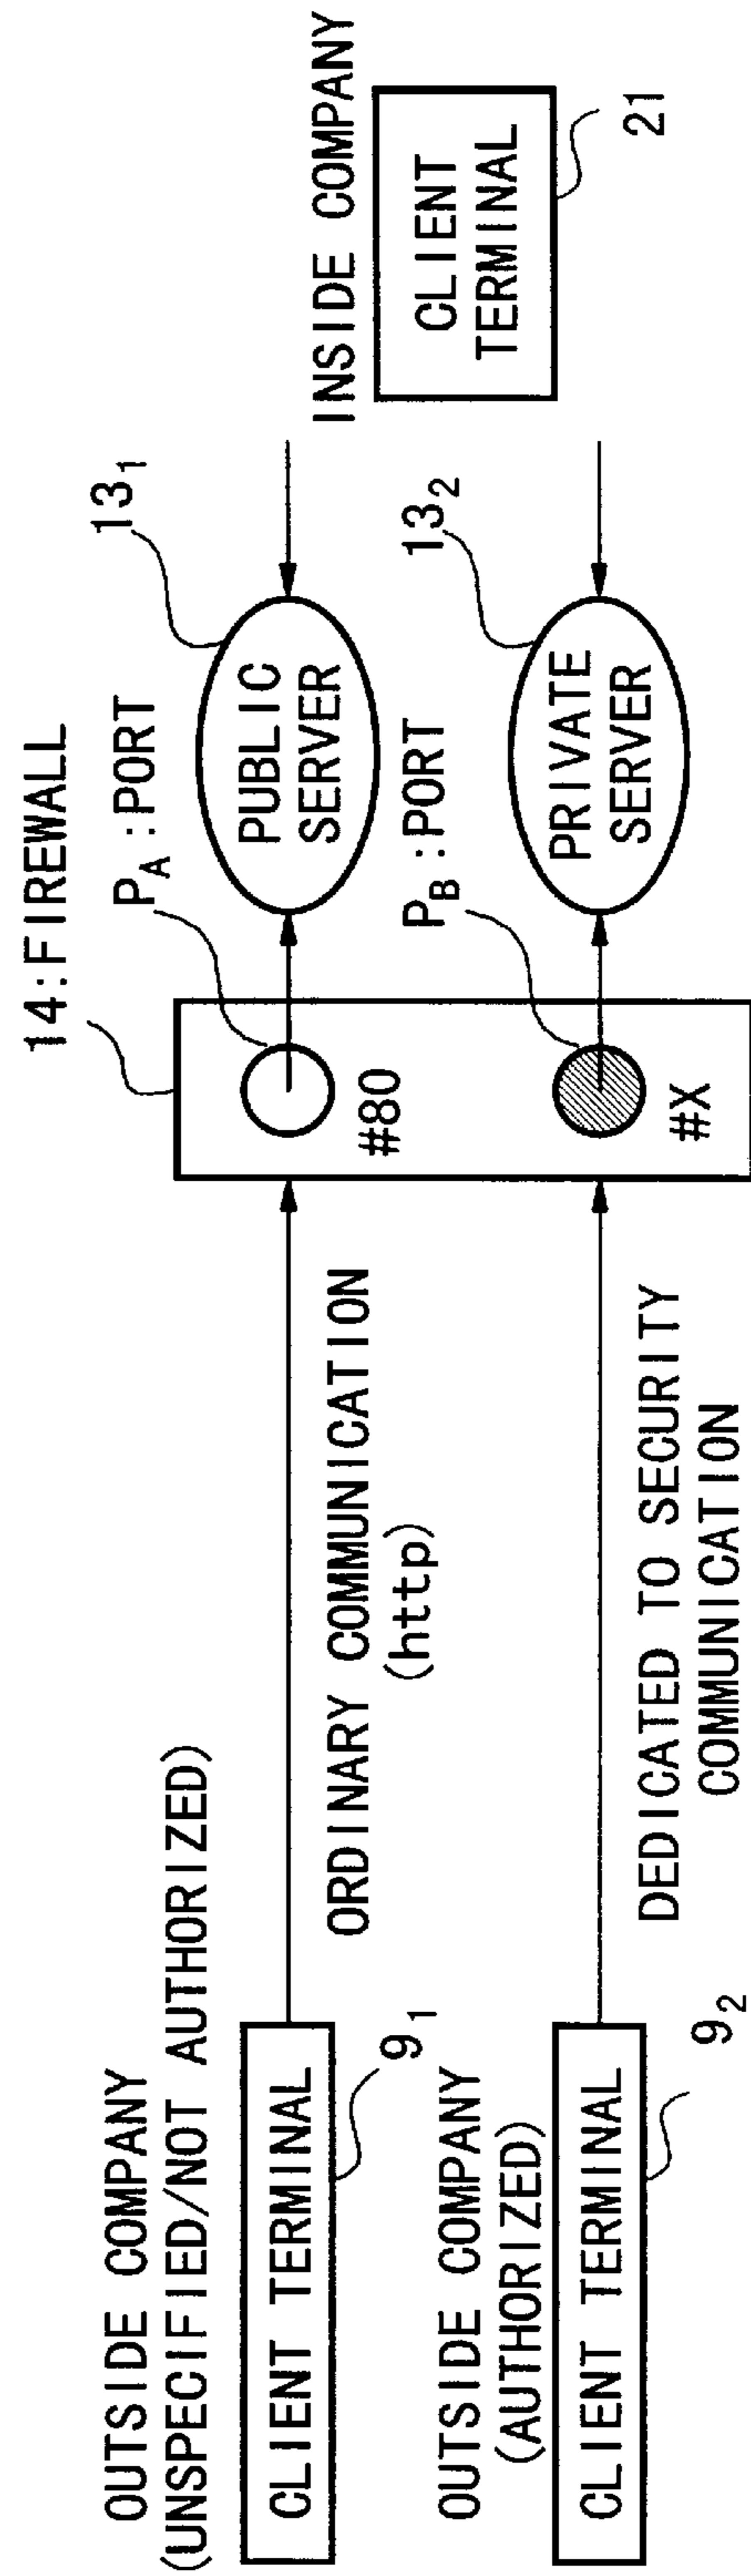 OUTSIDE COMPANY
(UNSPECIFIED/NOT AUTHORIZED)
CLIENT TERMINAL
9₁
ORDINARY COMMUNICATION
(http)
14:FIREWALL
#80
P_A:PORT
PUBLIC
SERVER
13₁
OUTSIDE COMPANY
(AUTHORIZED)
CLIENT TERMINAL
9₂
DEDICATED TO SECURITY
COMMUNICATION
#X
P_B:PORT
PRIVATE
SERVER
13₂
INSIDE COMPANY
CLIENT
TERMINAL
21